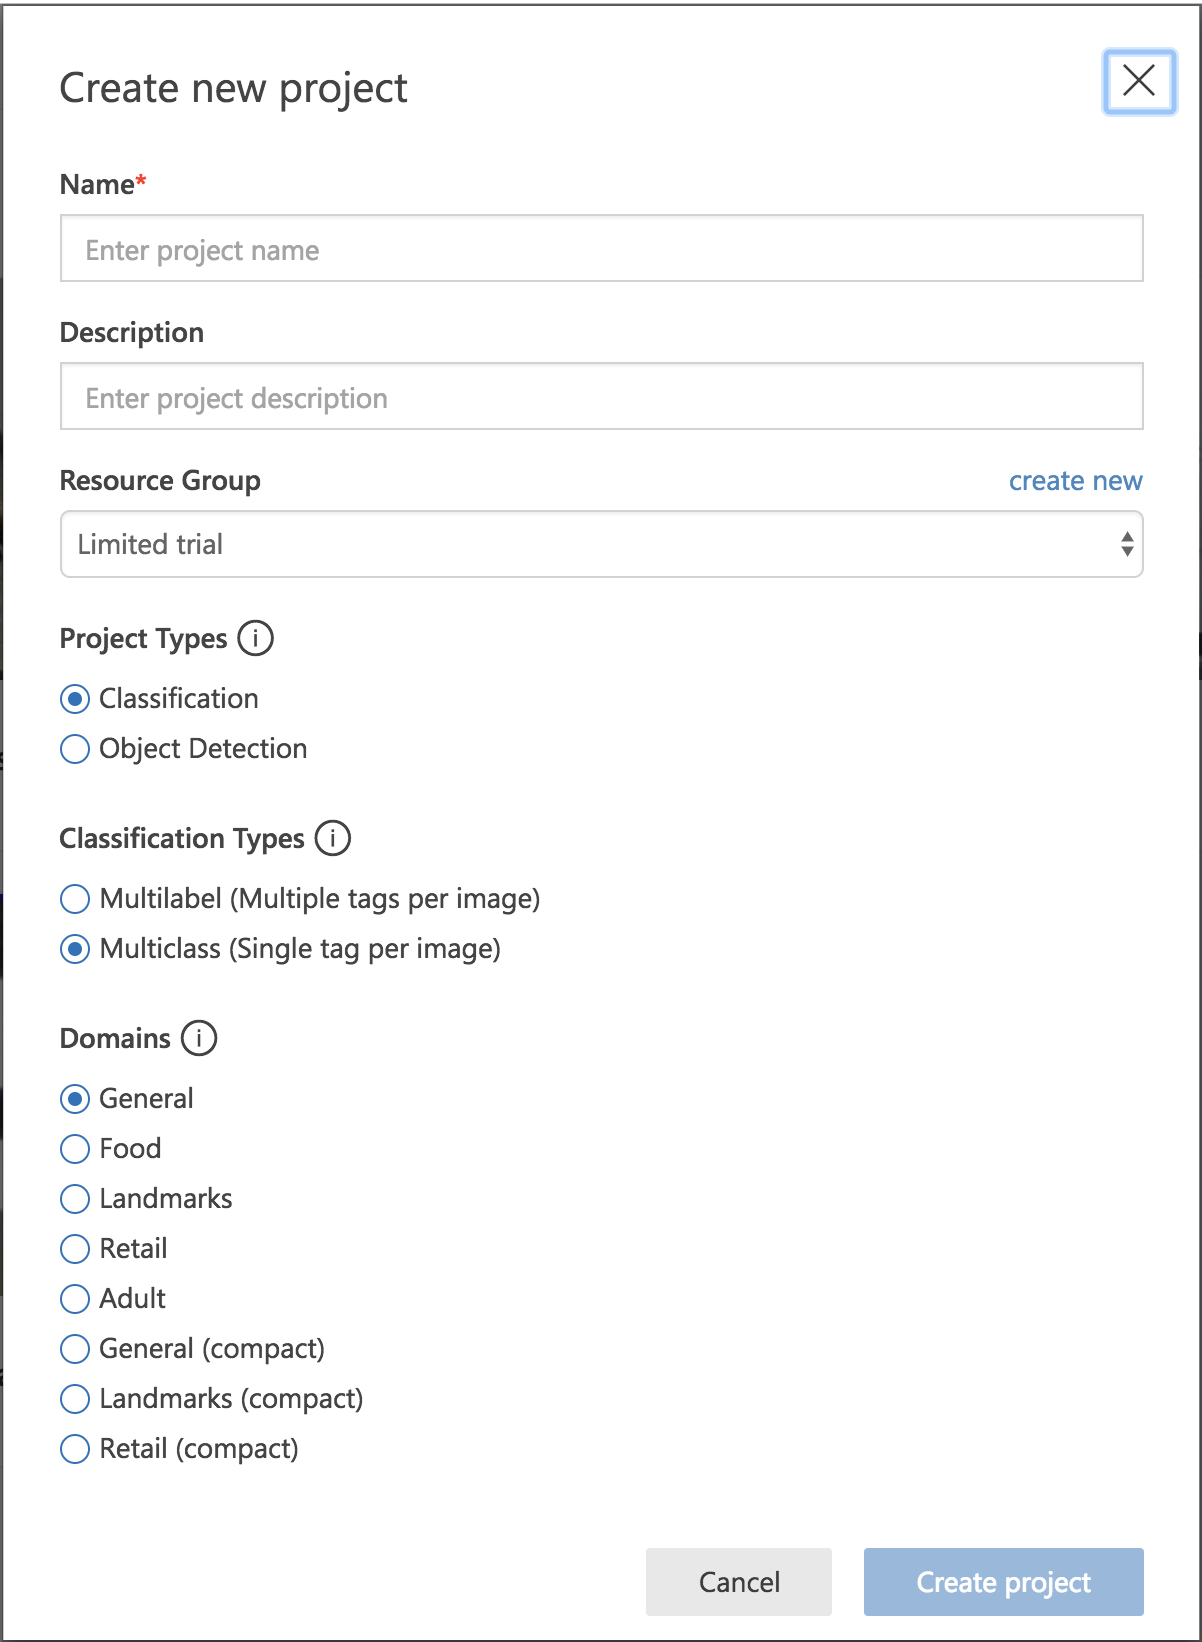 Create new project
Name*
Enter project name
Description
Enter project description
Resource Group create new
Limited trial
Project Types
Classification
Object Detection
Classification Types
Multilabel (Multiple tags per image)
Multiclass (Single tag per image)
Domains
General
Food
Landmarks
Retail
Adult
General (compact)
Landmarks (compact)
Retail (compact)
Cancel Create project